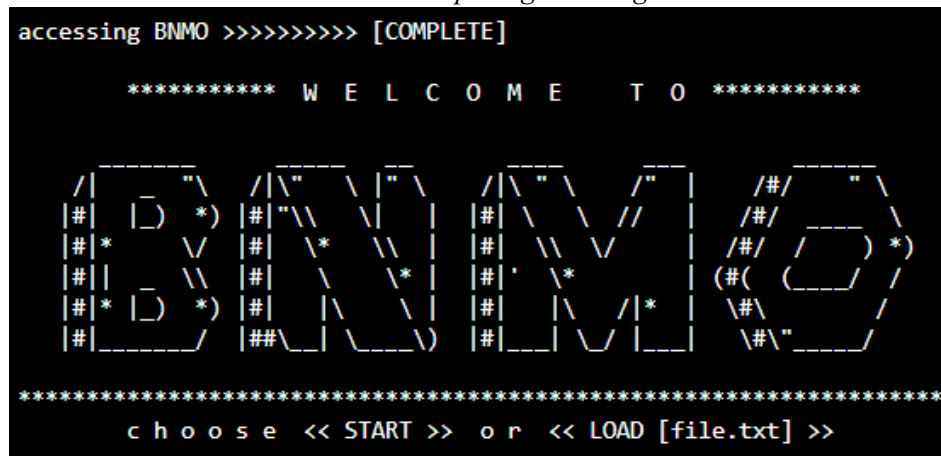 accessing BNMO >>>>>>>>>> [COMPLETE]
*********** W E L C O M E   T O ***********
BNMO
********************************************************************
c h o o s e << START >> o r << LOAD [file.txt] >>